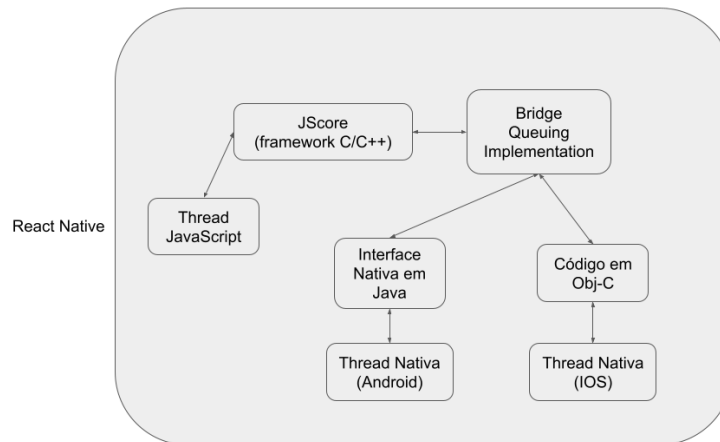 React Native
JScore
(framework C/C++)
Bridge
Queuing
Implementation
Thread
JavaScript
Interface
Nativa em
Java
Código em
Obj-C
Thread Nativa
(Android)
Thread Nativa
(IOS)